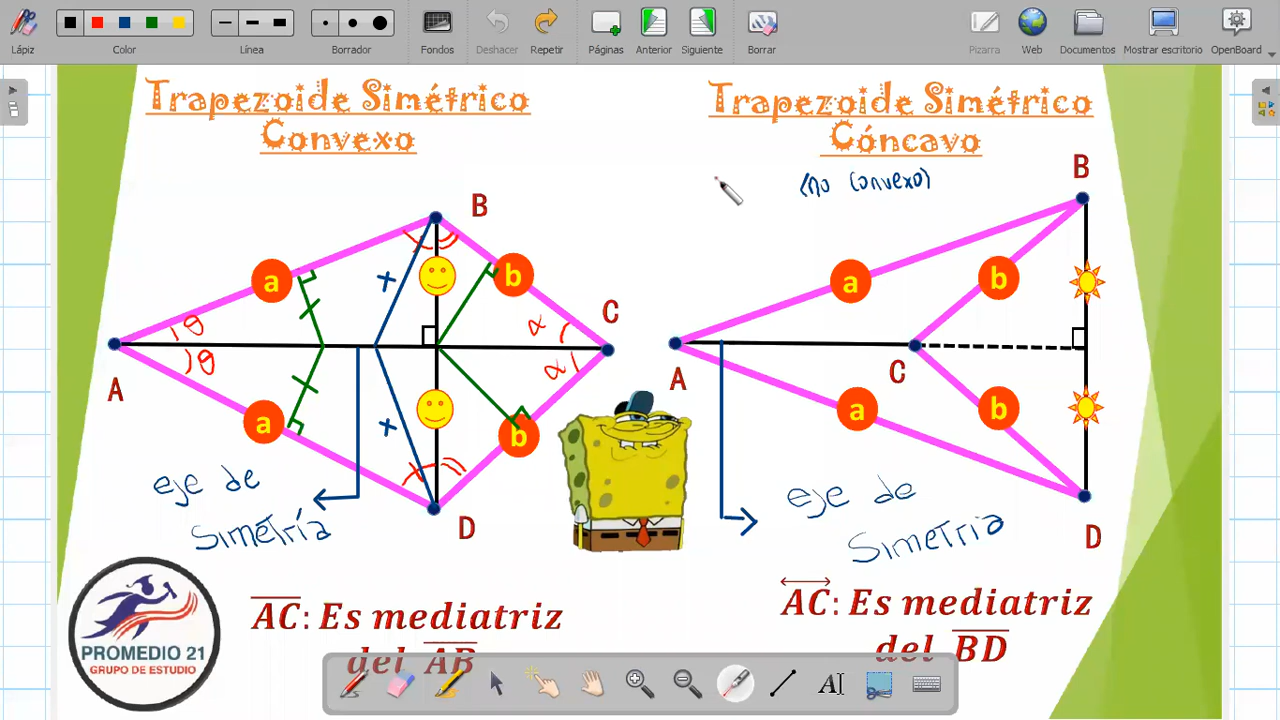 Lápiz
Color
Línea
Borrador
Fondos
Deshacer
Repetir
Páginas
Anterior
Siguiente
Borrar
Pizarra
Web
Documentos
Mostrar escritorio
OpenBoard
Trapezoide Simétrico
Convexo
Trapezoide Simétrico
Cóncavo
(no convexo)
B
a
b
x
θ
θ
α
α
A
C
a
b
x
D
eje de
Simetría
B
a
b
A
C
a
b
D
eje de
Simetria
AC: Es mediatriz
del AB
AC: Es mediatriz
del BD
PROMEDIO 21
GRUPO DE ESTUDIO
AI